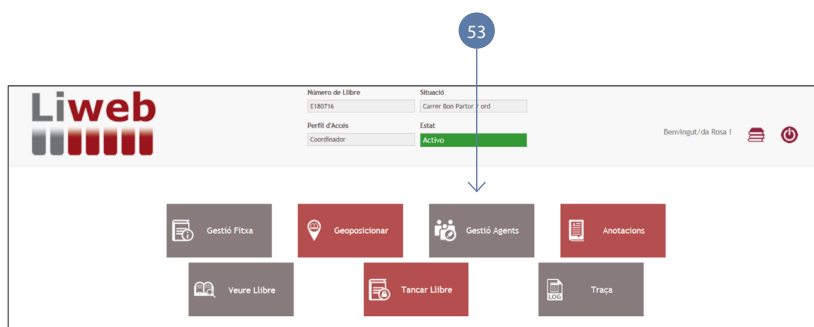 53
Liweb
Número de Llibre
Situació
E180716
Carrer Bon Partor ord
Perfil d'Accés
Estat
Coordinador
Activo
Benvingut/da Rosa I
Gestió Fitxa
Geoposicionar
Gestió Agents
Anotacions
Veure Llibre
Tancar Llibre
LOG
Traça